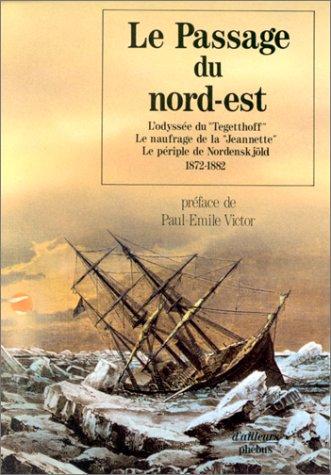 Le Passage
du
nord-est
L'odyssée du "Tegetthoff"
Le naufrage de la "Jeannette"
Le périple de Nordenskjöld
1872-1882
préface de
Paul-Emile Victor
d'ailleurs
phébus